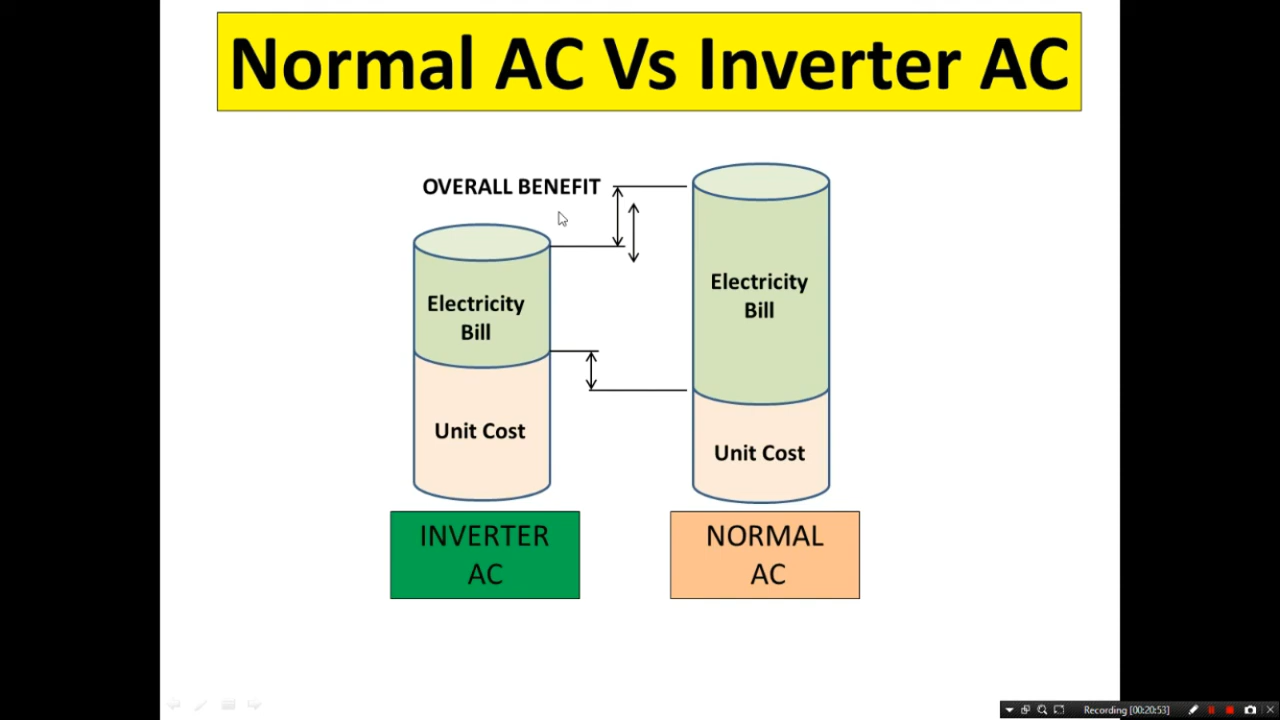 Normal AC Vs Inverter AC
OVERALL BENEFIT
Electricity
Bill
Unit Cost
INVERTER
AC
Electricity
Bill
Unit Cost
NORMAL
AC
Recording [00:20:53]